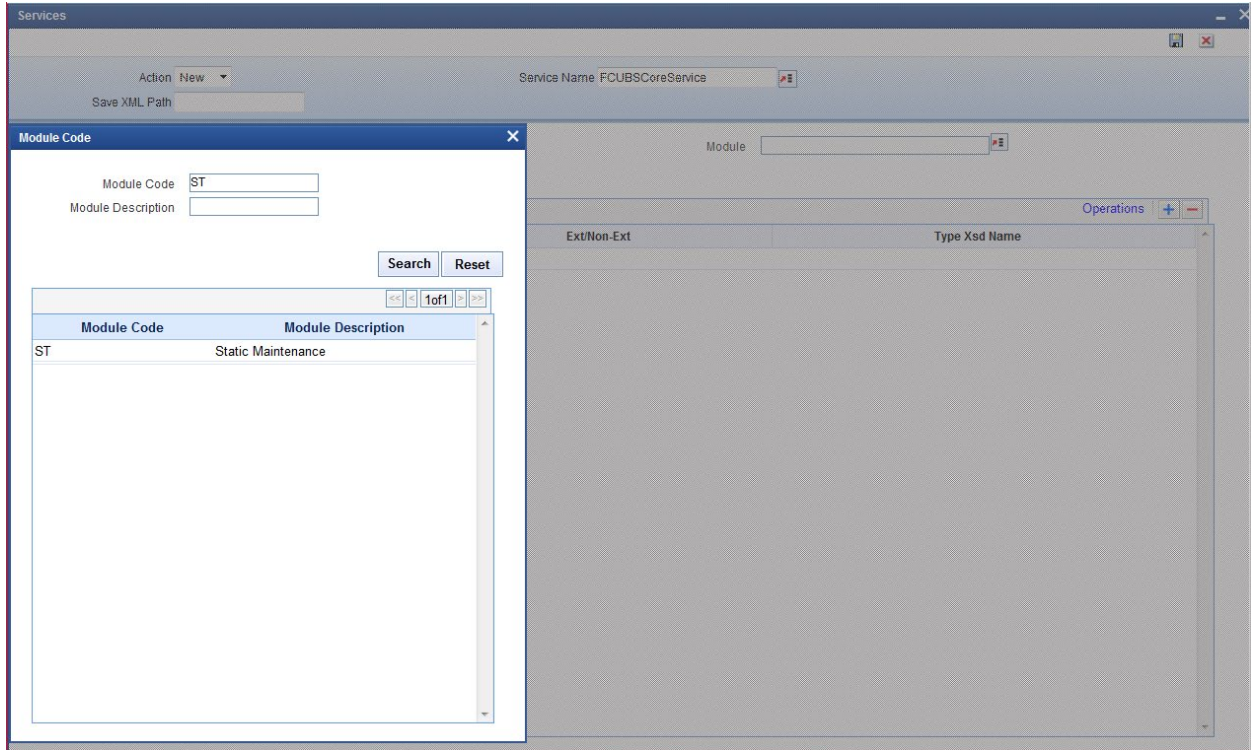 Services
Action New Service Name FCUBSCoreService
Save XML Path
Module Code
Module
Module Code ST
Module Description
Operations
Ext/Non-Ext Type Xsd Name
Search Reset
<< < 1of1 > >>
Module Code Module Description
ST Static Maintenance